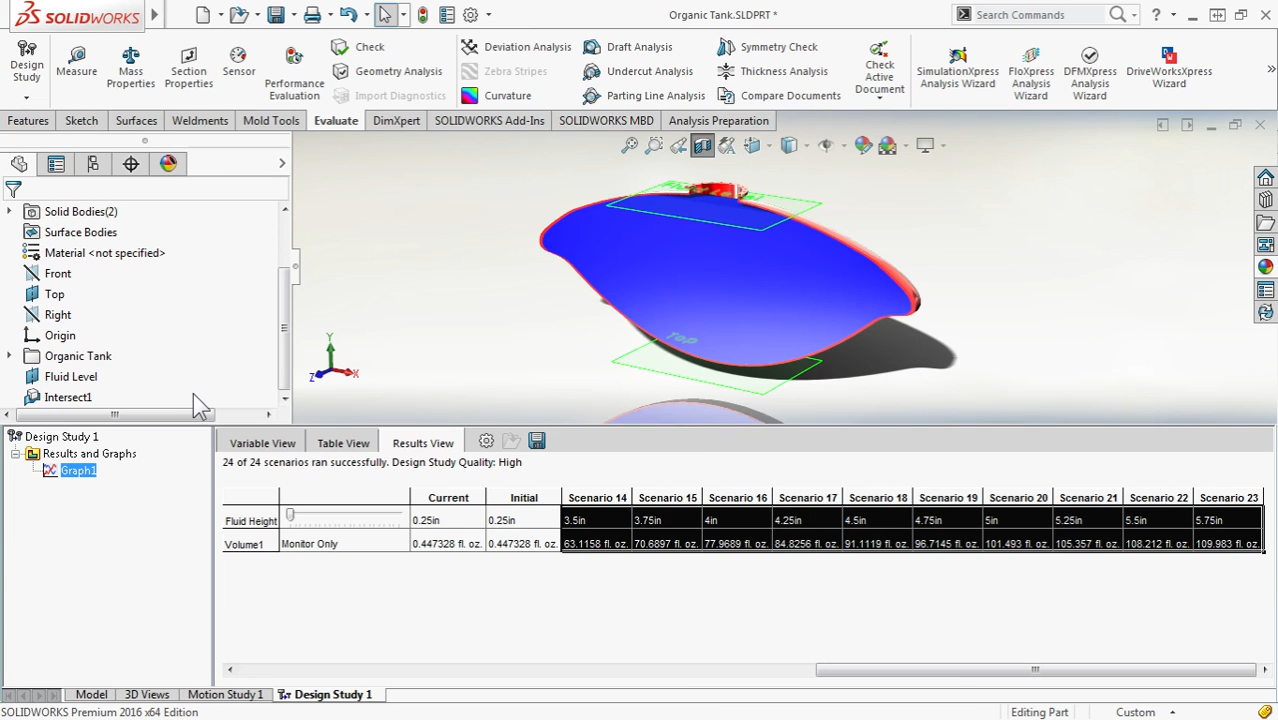 SOLIDWORKS
Organic Tank.SLDPRT *
Search Commands
Design Study
Measure
Mass Properties
Section Properties
Sensor
Performance Evaluation
Check
Geometry Analysis
Import Diagnostics
Deviation Analysis
Zebra Stripes
Curvature
Draft Analysis
Undercut Analysis
Parting Line Analysis
Symmetry Check
Thickness Analysis
Compare Documents
Check Active Document
SimulationXpress Analysis Wizard
FloXpress Analysis Wizard
DFMXpress Analysis Wizard
DriveWorksXpress Wizard
Features Sketch Surfaces Weldments Mold Tools Evaluate DimXpert SOLIDWORKS Add-Ins SOLIDWORKS MBD Analysis Preparation
Solid Bodies(2)
Surface Bodies
Material <not specified>
Front
Top
Right
Origin
Organic Tank
Fluid Level
Intersect1
Top
Y
Z X
Design Study 1
Results and Graphs
Graph1
Variable View Table View Results View
24 of 24 scenarios ran successfully. Design Study Quality: High
Current Initial Scenario 14 Scenario 15 Scenario 16 Scenario 17 Scenario 18 Scenario 19 Scenario 20 Scenario 21 Scenario 22 Scenario 23
Fluid Height 0.25in 0.25in 3.5in 3.75in 4in 4.25in 4.5in 4.75in 5in 5.25in 5.5in 5.75in
Volume1 Monitor Only 0.447328 fl. oz. 0.447328 fl. oz. 63.1158 fl. oz. 70.6897 fl. oz. 77.9689 fl. oz. 84.8256 fl. oz. 91.1119 fl. oz. 96.7145 fl. oz. 101.493 fl. oz. 105.357 fl. oz. 108.212 fl. oz. 109.983 fl. oz.
Model 3D Views Motion Study 1 Design Study 1
SOLIDWORKS Premium 2016 x64 Edition
Editing Part
Custom